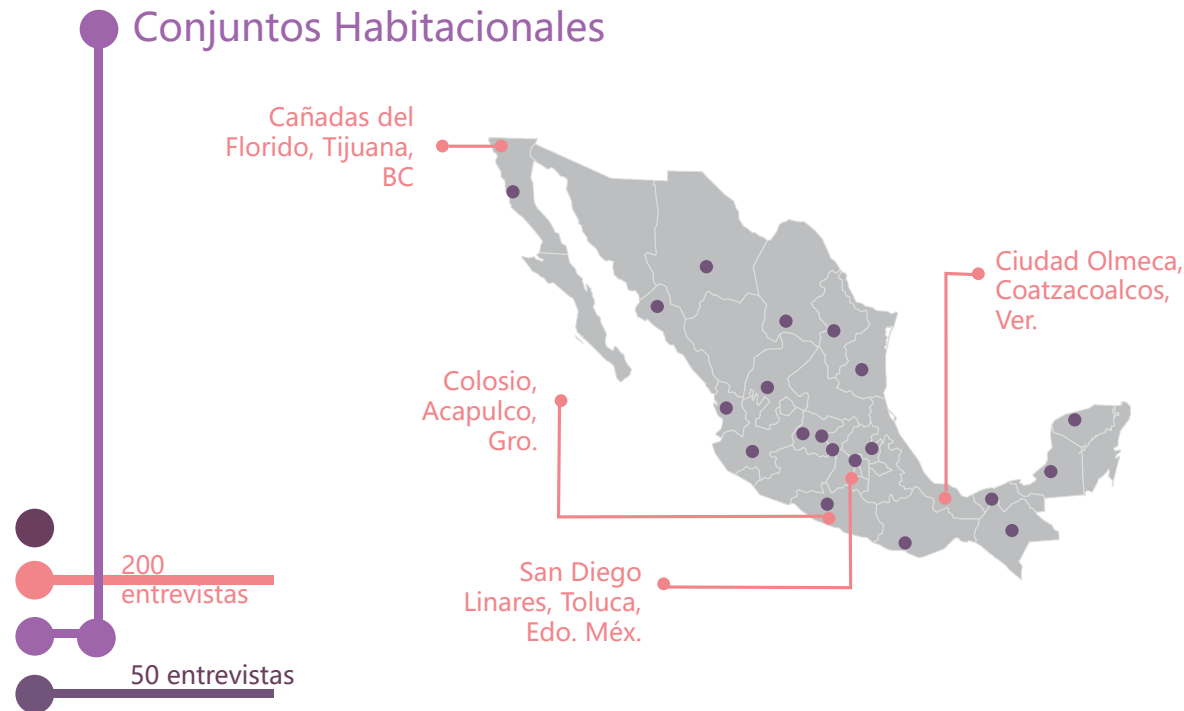 Conjuntos Habitacionales
Cañadas del
Florido, Tijuana,
BC
Ciudad Olmeca,
Coatzacoalcos,
Ver.
Colosio,
Acapulco,
Gro.
San Diego
Linares, Toluca,
Edo. Méx.
200
entrevistas
50 entrevistas